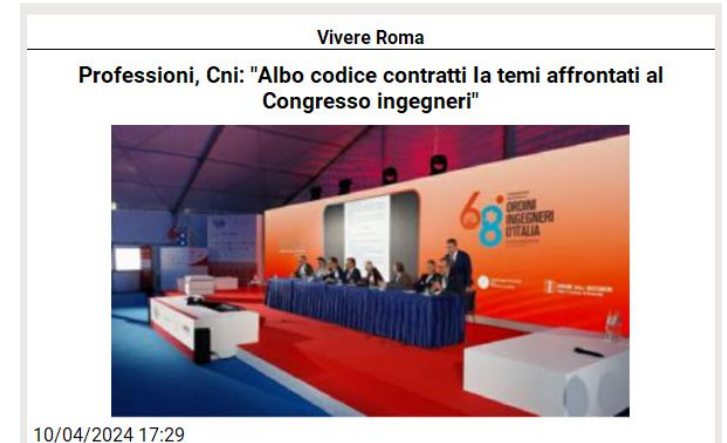 Vivere Roma
Professioni, Cni: "Albo codice contratti Ia temi affrontati al
Congresso ingegneri"
68°
ORDINI
INGEGNERI
D'ITALIA
10/04/2024 17:29